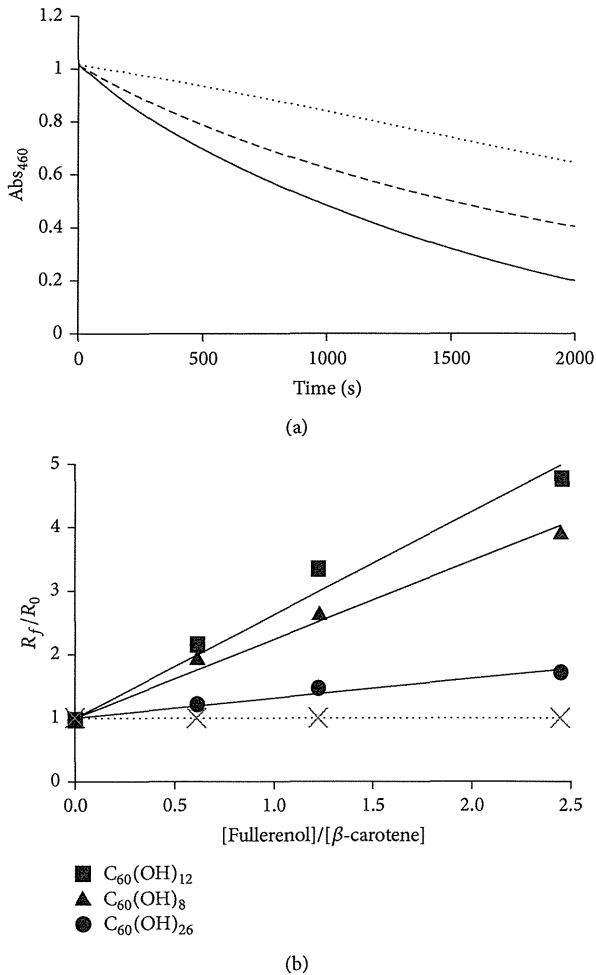 1.2
1
0.8
0.6
0.4
0.2
0
Abs460
0 500 1000 1500 2000
Time (s)
(a)
5
4
3
2
1
0
Rf/R0
0.0 0.5 1.0 1.5 2.0 2.5
[Fullerenol]/[β-carotene]
C60(OH)12
C60(OH)8
C60(OH)26
(b)